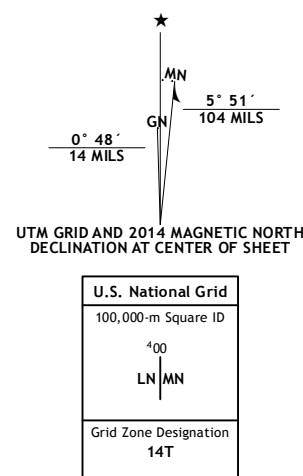 ★
MN
5° 51´
104 MILS
GN
0° 48´
14 MILS
UTM GRID AND 2014 MAGNETIC NORTH
DECLINATION AT CENTER OF SHEET
U.S. National Grid
100,000-m Square ID
⁴00
LN MN
Grid Zone Designation
14T